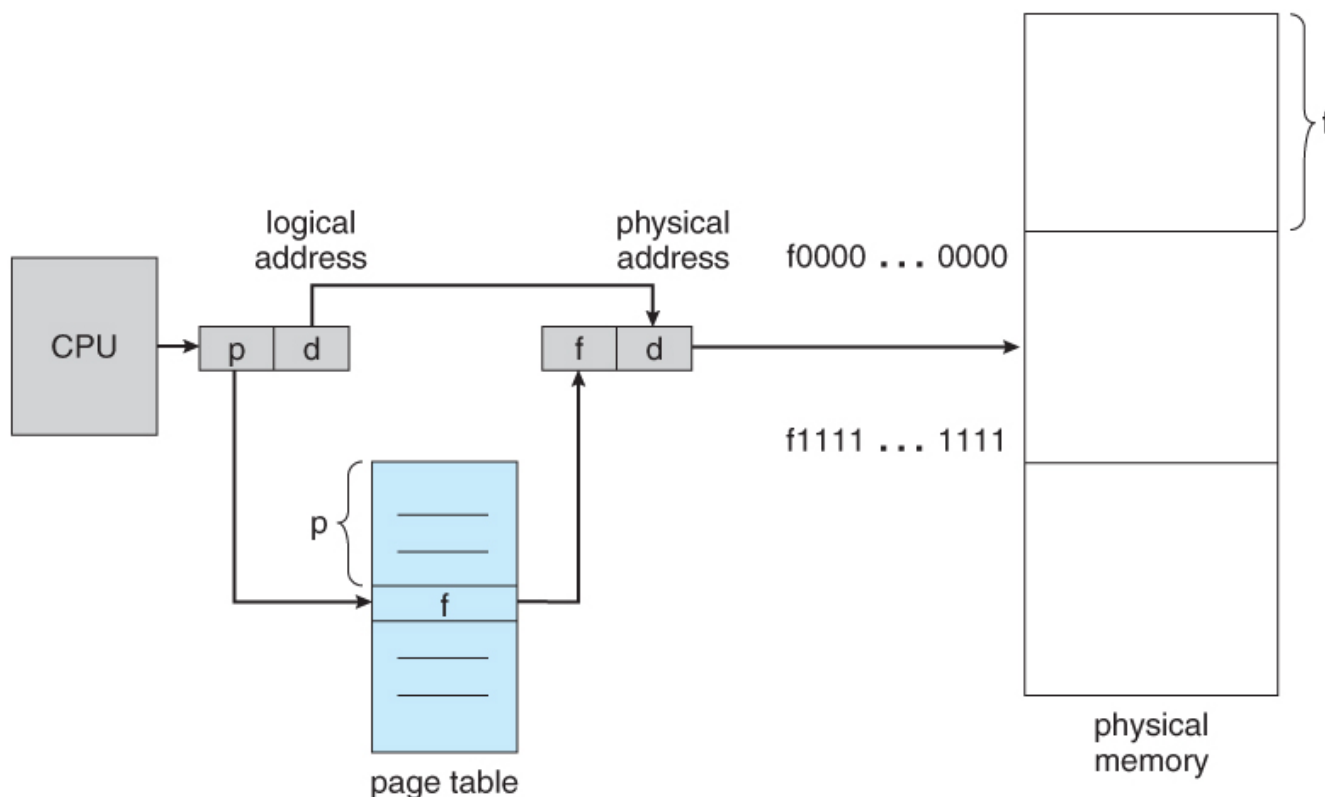 logical
address
physical
address
f0000 ... 0000
CPU
p
d
f
d
f1111 ... 1111
p
f
page table
physical
memory